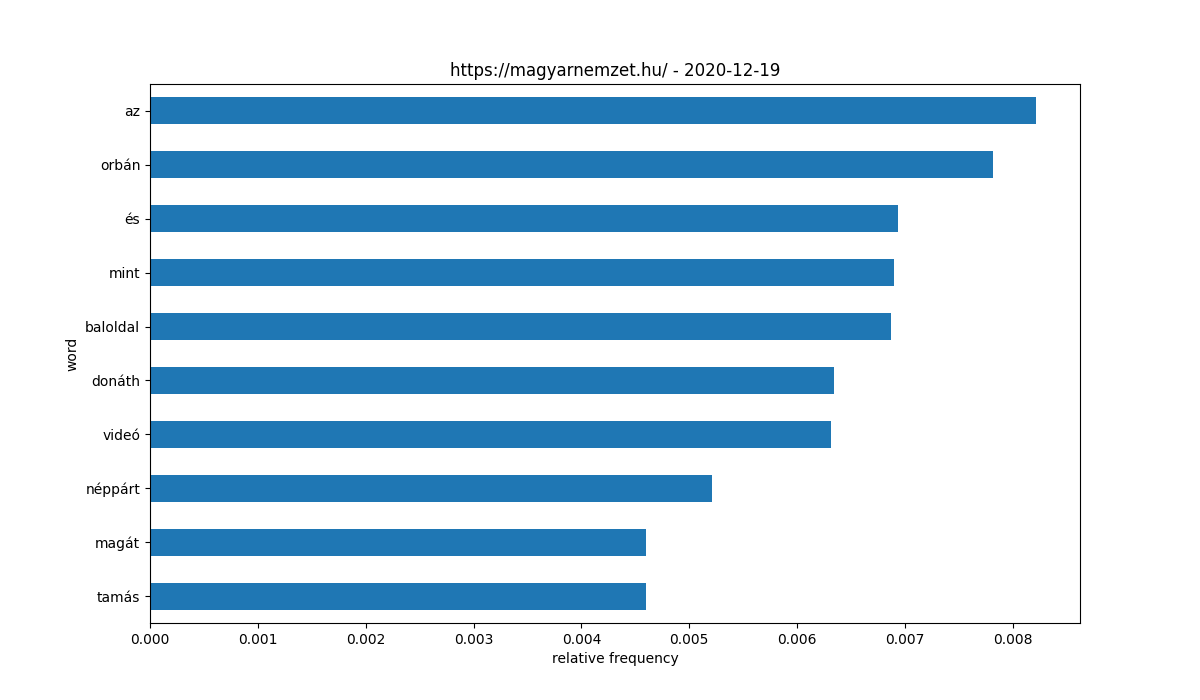 https://magyarnemzet.hu/ - 2020-12-19
az
orbán
és
mint
baloldal
donáth
videó
néppárt
magát
tamás
word
0.000 0.001 0.002 0.003 0.004 0.005 0.006 0.007 0.008
relative frequency